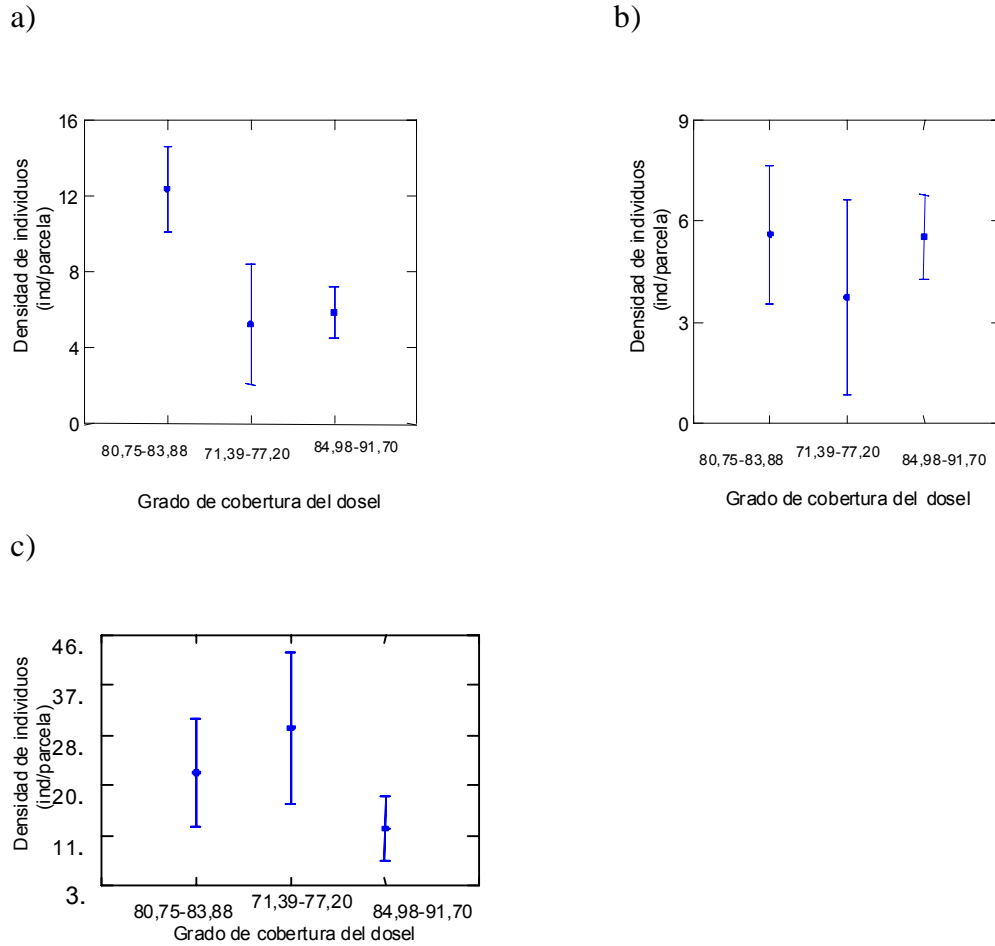 a)
b)
Densidad de individuos
(ind/parcela)
16
12
8
4
0
80,75-83,88
71,39-77,20
84,98-91,70
Grado de cobertura del dosel
Densidad de individuos
(ind/parcela)
9
6
3
0
80,75-83,88
71,39-77,20
84,98-91,70
Grado de cobertura del dosel
c)
Densidad de individuos
(ind/parcela)
46.
37.
28.
20.
11.
3.
80,75-83,88
71,39-77,20
84,98-91,70
Grado de cobertura del dosel